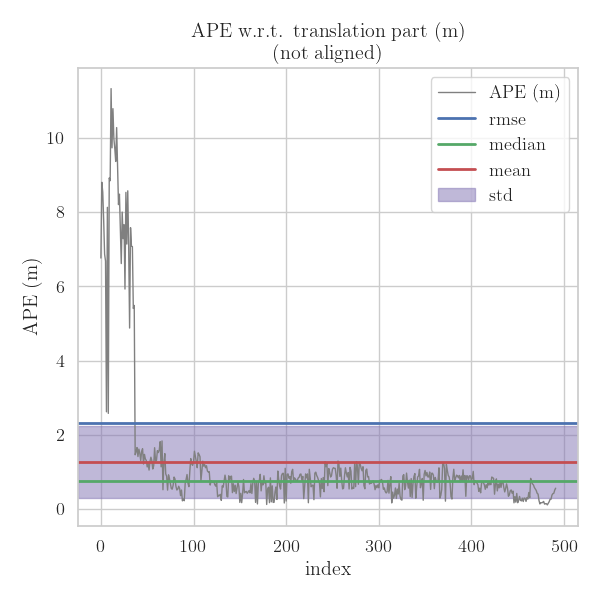 APE w.r.t. translation part (m)
(not aligned)
APE (m)
rmse
median
mean
std
APE (m)
10
8
6
4
2
0
0 100 200 300 400 500
index